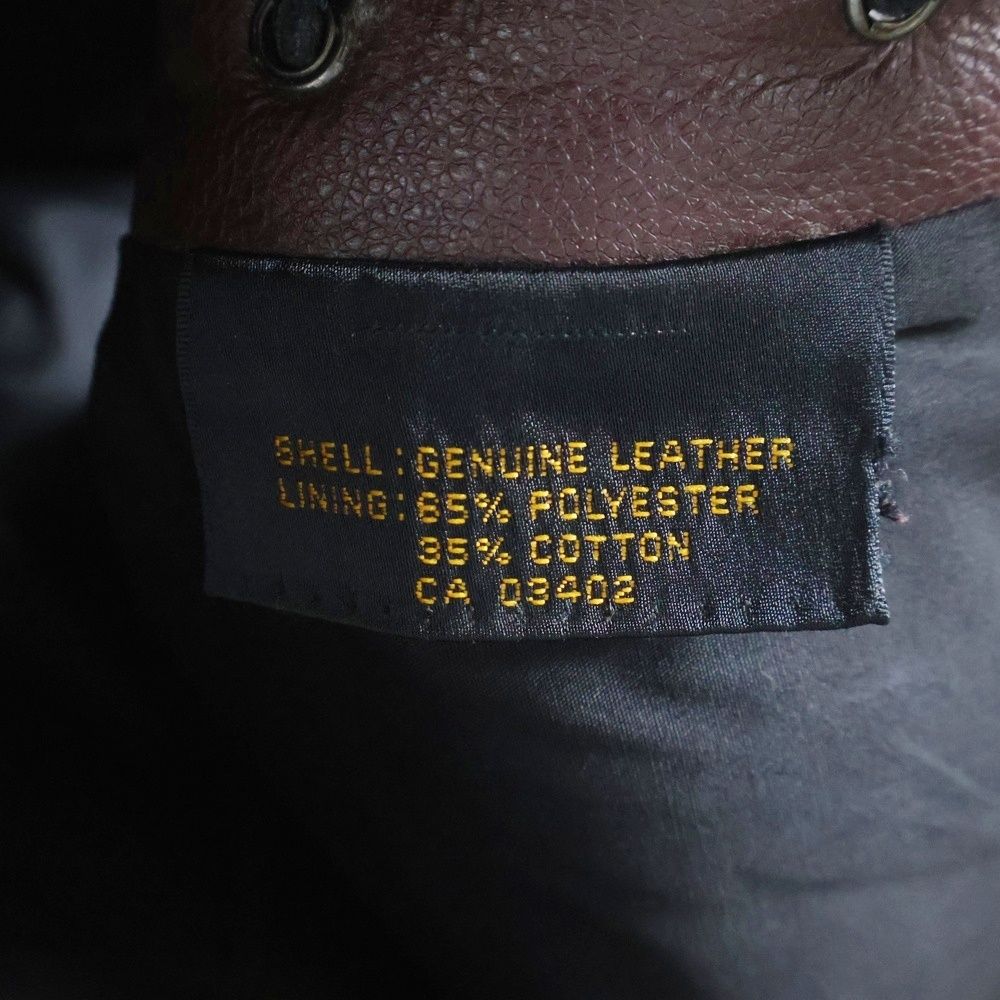 SHELL: GENUINE LEATHER
LINING: 65% POLYESTER
35% COTTON
CA 03402